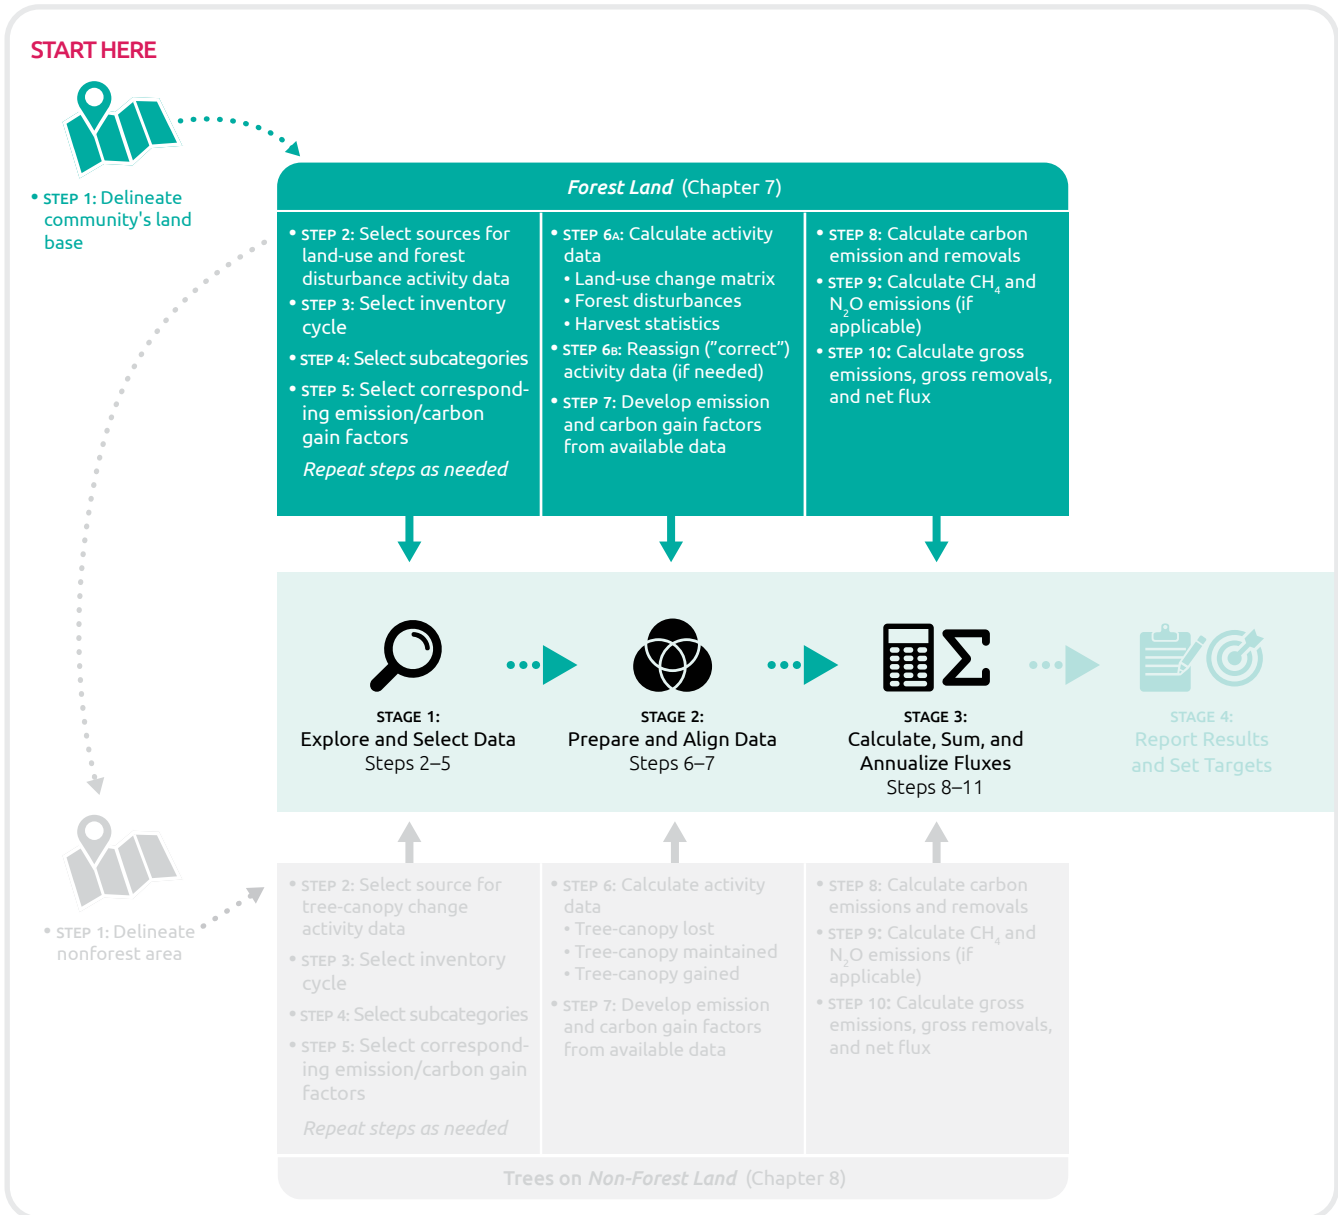 START HERE
• STEP 1: Delineate
community's land
base
Forest Land (Chapter 7)
• STEP 2: Select sources for
land-use and forest
disturbance activity data
• STEP 3: Select inventory
cycle
• STEP 4: Select subcategories
• STEP 5: Select correspond-
ing emission/carbon
gain factors
Repeat steps as needed
• STEP 6A: Calculate activity
data
• Land-use change matrix
• Forest disturbances
• Harvest statistics
• STEP 6B: Reassign (”correct”)
activity data (if needed)
• STEP 7: Develop emission
and carbon gain factors
from available data
• STEP 8: Calculate carbon
emission and removals
• STEP 9: Calculate CH4 and
N2O emissions (if
applicable)
• STEP 10: Calculate gross
emissions, gross removals,
and net flux
STAGE 1:
Explore and Select Data
Steps 2–5
STAGE 2:
Prepare and Align Data
Steps 6–7
STAGE 3:
Calculate, Sum, and
Annualize Fluxes
Steps 8–11
STAGE 4:
Report Results
and Set Targets
• STEP 1: Delineate
nonforest area
• STEP 2: Select source for
tree-canopy change
activity data
• STEP 3: Select inventory
cycle
• STEP 4: Select subcategories
• STEP 5: Select correspond-
ing emission/carbon gain
factors
Repeat steps as needed
• STEP 6: Calculate activity
data
• Tree-canopy lost
• Tree-canopy maintained
• Tree-canopy gained
• STEP 7: Develop emission
and carbon gain factors
from available data
• STEP 8: Calculate carbon
emissions and removals
• STEP 9: Calculate CH4 and
N2O emissions (if
applicable)
• STEP 10: Calculate gross
emissions, gross removals,
and net flux
Trees on Non-Forest Land (Chapter 8)